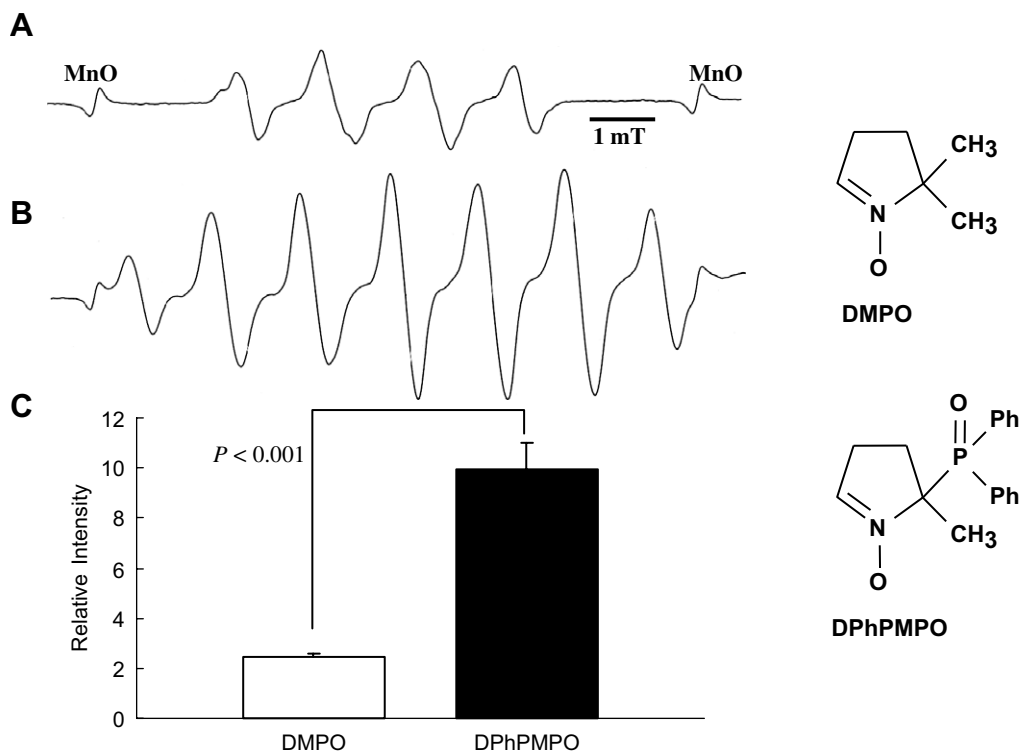 A
MnO
MnO
1 mT
B
C
Relative Intensity
12
10
8
6
4
2
0
P < 0.001
DMPO
DPhPMPO
CH3
CH3
N
O
DMPO
O
P
Ph
Ph
N
CH3
O
DPhPMPO